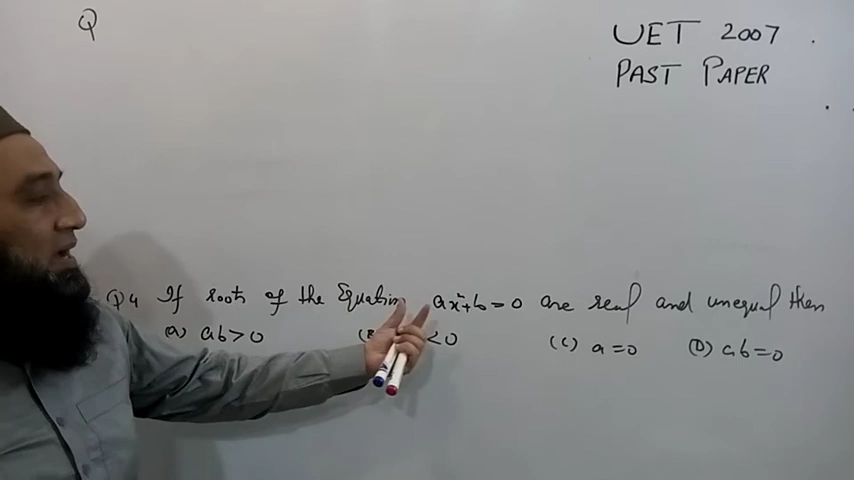 Q
UET 2007
PAST PAPER
Q4 If roots of the Equation ax²+b=0 are real and unequal then
(a) ab>0 (B) <0 (C) a=0 (D) ab=0